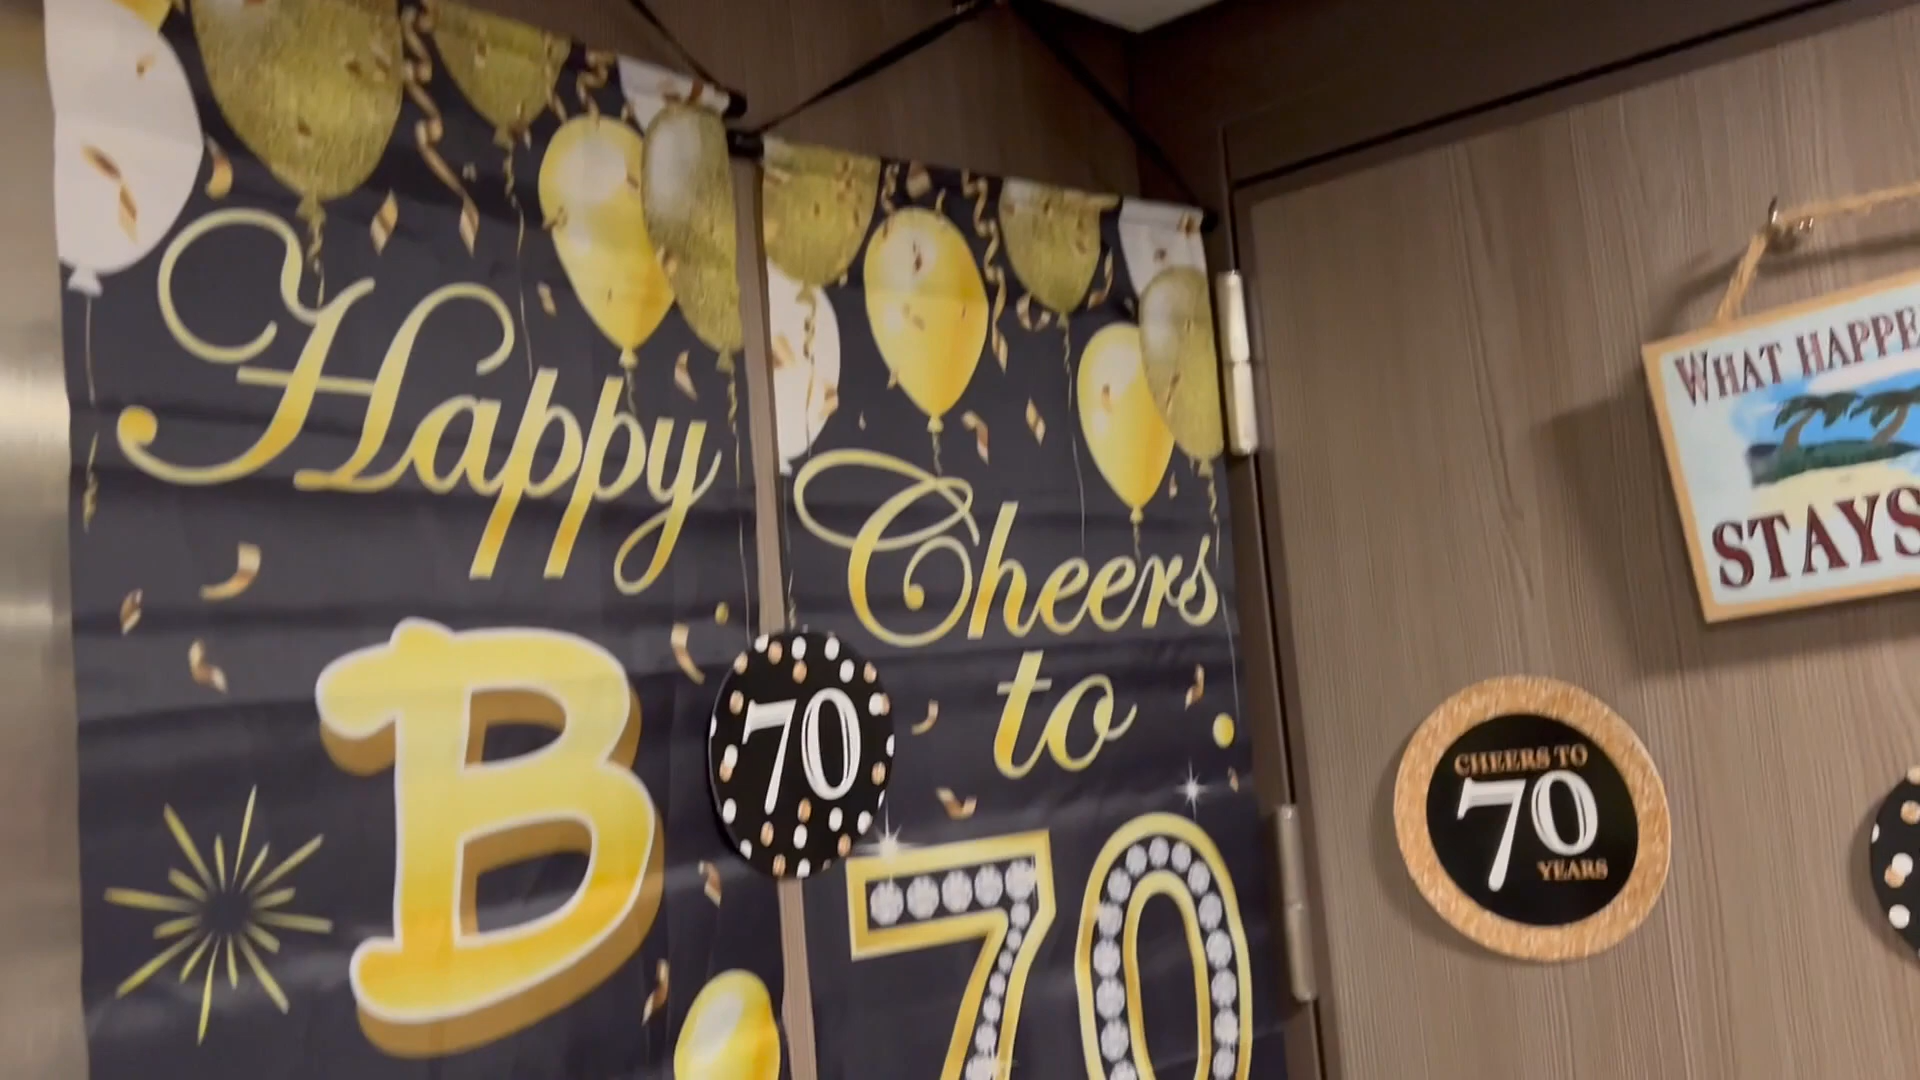 Happy
B
70
Cheers
to
70
CHEERS TO
70
YEARS
WHAT HAPPE
STAYS